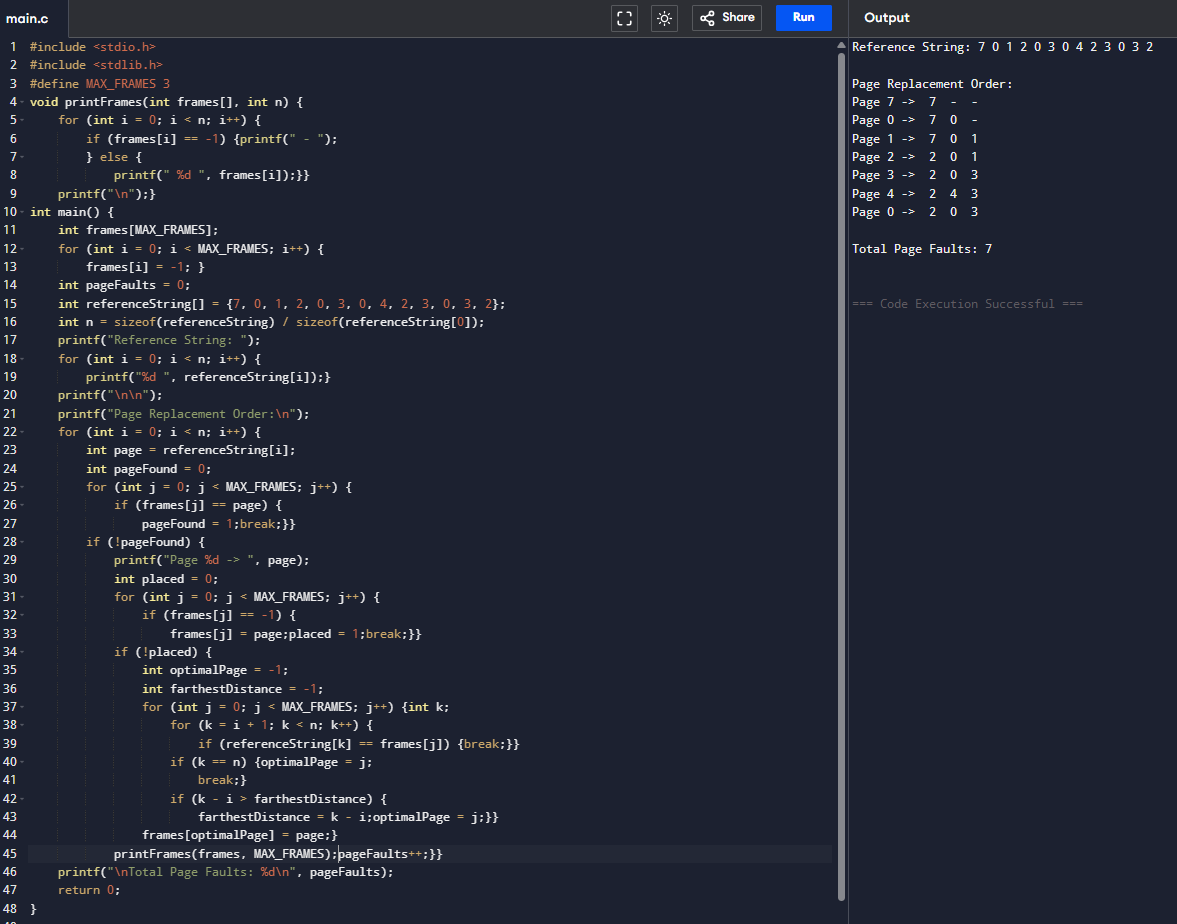 main.c
Share
Run
Output
1 #include <stdio.h>
2 #include <stdlib.h>
3 #define MAX_FRAMES 3
4 void printFrames(int frames[], int n) {
5     for (int i = 0; i < n; i++) {
6         if (frames[i] == -1) {printf(" - ");
7         } else {
8             printf(" %d ", frames[i]);}}
9     printf("\n");}
10 int main() {
11     int frames[MAX_FRAMES];
12     for (int i = 0; i < MAX_FRAMES; i++) {
13         frames[i] = -1; }
14     int pageFaults = 0;
15     int referenceString[] = {7, 0, 1, 2, 0, 3, 0, 4, 2, 3, 0, 3, 2};
16     int n = sizeof(referenceString) / sizeof(referenceString[0]);
17     printf("Reference String: ");
18     for (int i = 0; i < n; i++) {
19         printf("%d ", referenceString[i]);}
20     printf("\n\n");
21     printf("Page Replacement Order:\n");
22     for (int i = 0; i < n; i++) {
23         int page = referenceString[i];
24         int pageFound = 0;
25         for (int j = 0; j < MAX_FRAMES; j++) {
26             if (frames[j] == page) {
27                 pageFound = 1;break;}}
28         if (!pageFound) {
29             printf("Page %d -> ", page);
30             int placed = 0;
31             for (int j = 0; j < MAX_FRAMES; j++) {
32                 if (frames[j] == -1) {
33                     frames[j] = page;placed = 1;break;}}
34             if (!placed) {
35                 int optimalPage = -1;
36                 int farthestDistance = -1;
37                 for (int j = 0; j < MAX_FRAMES; j++) {int k;
38                     for (k = i + 1; k < n; k++) {
39                         if (referenceString[k] == frames[j]) {break;}}
40                     if (k == n) {optimalPage = j;
41                         break;}
42                     if (k - i > farthestDistance) {
43                         farthestDistance = k - i;optimalPage = j;}}
44                 frames[optimalPage] = page;}
45             printFrames(frames, MAX_FRAMES);pageFaults++;}}
46     printf("\nTotal Page Faults: %d\n", pageFaults);
47     return 0;
48 }
Reference String: 7 0 1 2 0 3 0 4 2 3 0 3 2
Page Replacement Order:
Page 7 ->  7  -  -
Page 0 ->  7  0  -
Page 1 ->  7  0  1
Page 2 ->  2  0  1
Page 3 ->  2  0  3
Page 4 ->  2  4  3
Page 0 ->  2  0  3
Total Page Faults: 7
=== Code Execution Successful ===